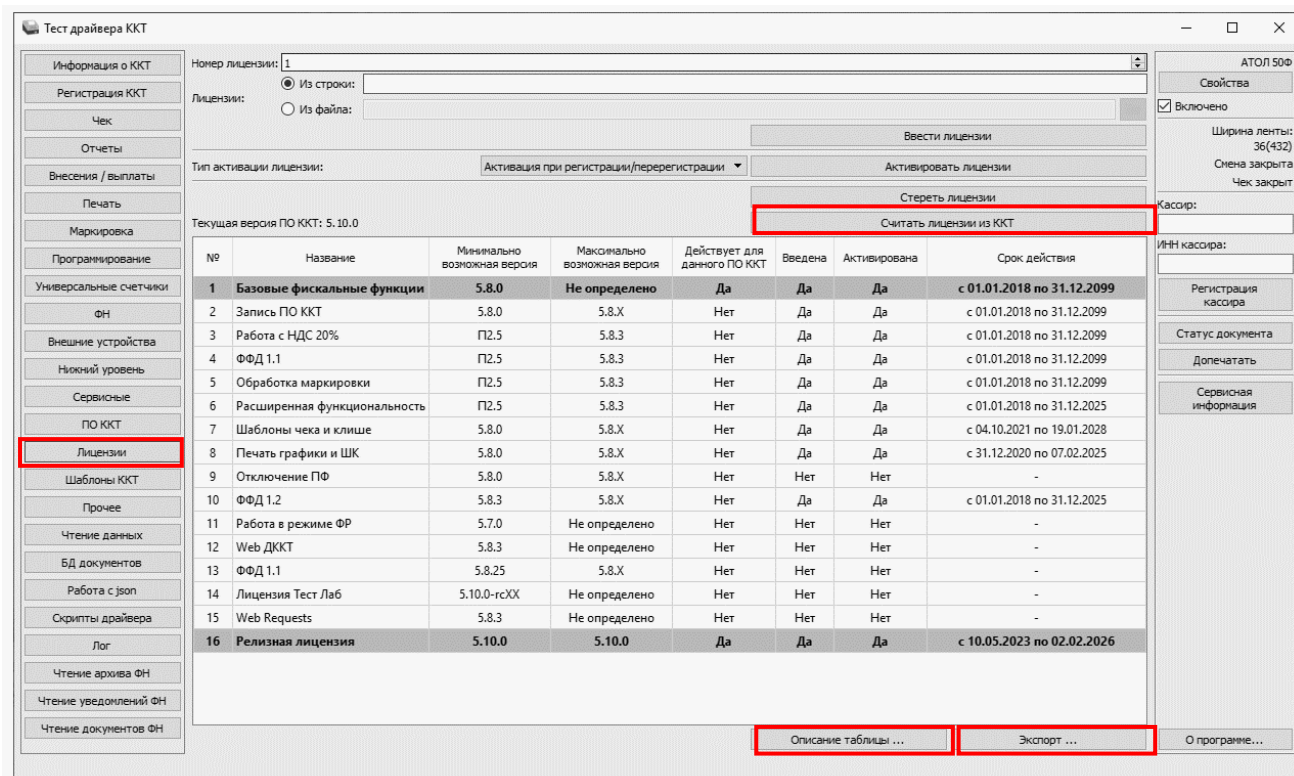 Тест драйвера ККТ
Информация о ККТ
Регистрация ККТ
Чек
Отчеты
Внесения / выплаты
Печать
Маркировка
Программирование
Универсальные счетчики
ФН
Внешние устройства
Нижний уровень
Сервисные
ПО ККТ
Лицензии
Шаблоны ККТ
Прочее
Чтение данных
БД документов
Работа с json
Скрипты драйвера
Лог
Чтение архива ФН
Чтение уведомлений ФН
Чтение документов ФН
Номер лицензии: 1
Лицензии:
Из строки:
Из файла:
Ввести лицензии
Тип активации лицензии: Активация при регистрации/перерегистрации Активировать лицензии
Стереть лицензии
Текущая версия ПО ККТ: 5.10.0 Считать лицензии из ККТ
№ Название Минимально возможная версия Максимально возможная версия Действует для данного ПО ККТ Введена Активирована Срок действия
1 Базовые фискальные функции 5.8.0 Не определено Да Да Да с 01.01.2018 по 31.12.2099
2 Запись ПО ККТ 5.8.0 5.8.X Нет Да Да с 01.01.2018 по 31.12.2099
3 Работа с НДС 20% П2.5 5.8.3 Нет Да Да с 01.01.2018 по 31.12.2099
4 ФФД 1.1 П2.5 5.8.3 Нет Да Да с 01.01.2018 по 31.12.2099
5 Обработка маркировки П2.5 5.8.3 Нет Да Да с 01.01.2018 по 31.12.2099
6 Расширенная функциональность П2.5 5.8.3 Нет Да Да с 01.01.2018 по 31.12.2025
7 Шаблоны чека и клише 5.8.0 5.8.X Нет Да Да с 04.10.2021 по 19.01.2028
8 Печать графики и ШК 5.8.0 5.8.X Нет Да Да с 31.12.2020 по 07.02.2025
9 Отключение ПФ 5.8.0 5.8.X Нет Нет Нет -
10 ФФД 1.2 5.8.3 5.8.X Нет Да Да с 01.01.2018 по 31.12.2025
11 Работа в режиме ФР 5.7.0 Не определено Нет Нет Нет -
12 Web ДККТ 5.8.3 Не определено Нет Нет Нет -
13 ФФД 1.1 5.8.25 5.8.X Нет Нет Нет -
14 Лицензия Тест Лаб 5.10.0-rcXX Не определено Нет Нет Нет -
15 Web Requests 5.8.3 Не определено Нет Нет Нет -
16 Релизная лицензия 5.10.0 5.10.0 Да Да Да с 10.05.2023 по 02.02.2026
Описание таблицы ... Экспорт ...
АТОЛ 50Ф
Свойства
Включено
Ширина ленты:
36(432)
Смена закрыта
Чек закрыт
Кассир:
ИНН кассира:
Регистрация
кассира
Статус документа
Допечатать
Сервисная
информация
О программе...